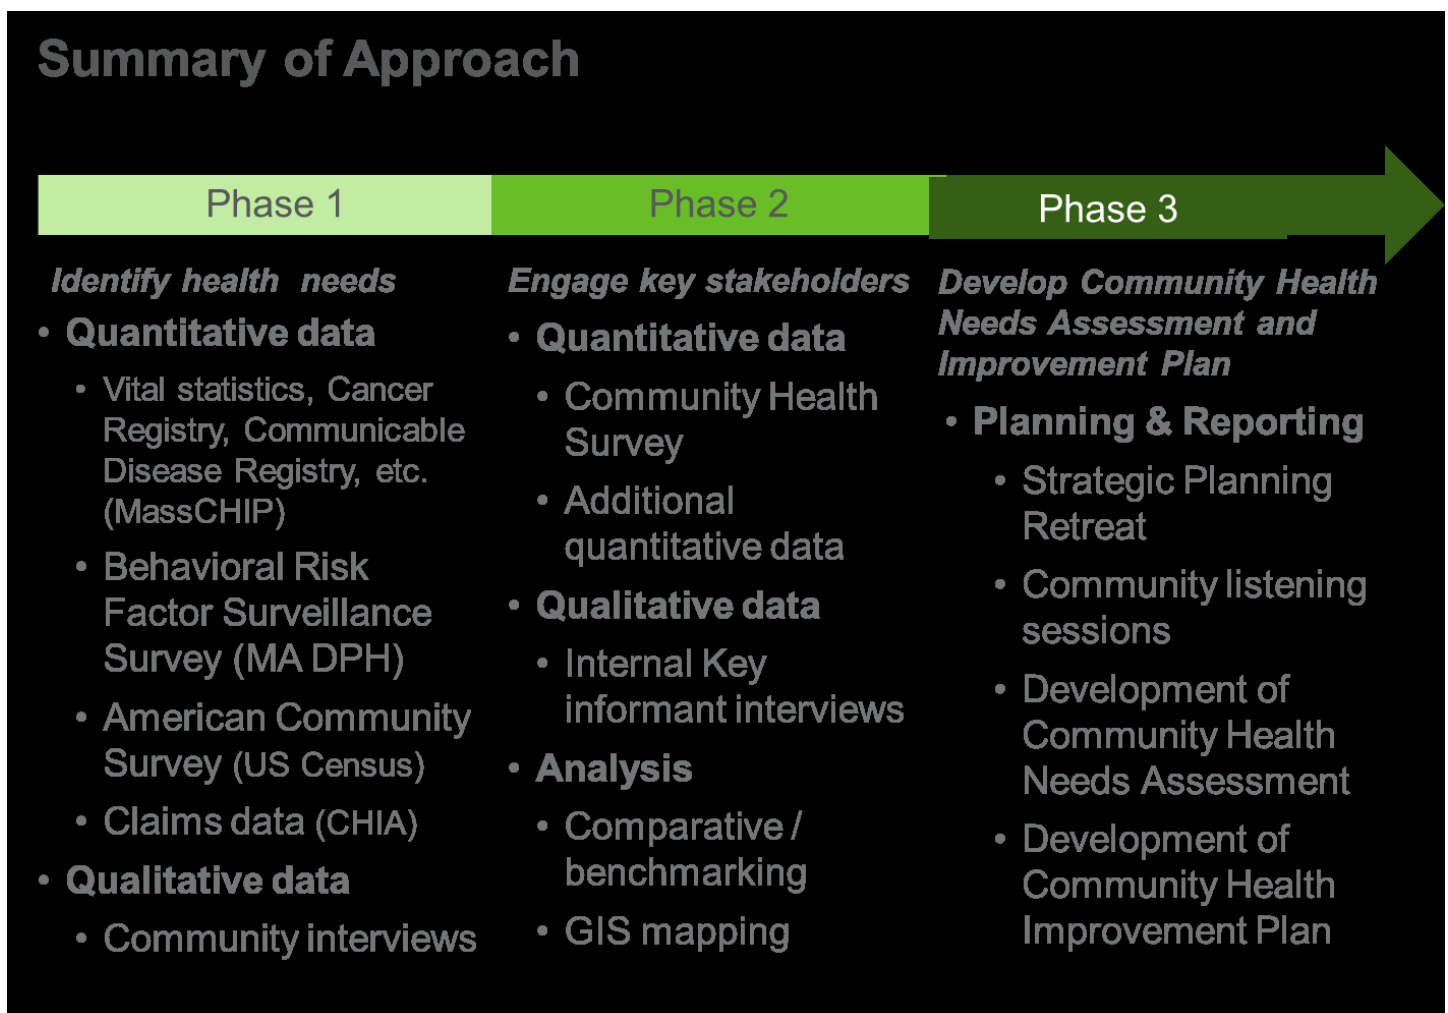 Summary of Approach
Phase 1
Phase 2
Phase 3
Identify health needs
• Quantitative data
• Vital statistics, Cancer
Registry, Communicable
Disease Registry, etc.
(MassCHIP)
• Behavioral Risk
Factor Surveillance
Survey (MA DPH)
• American Community
Survey (US Census)
• Claims data (CHIA)
• Qualitative data
• Community interviews
Engage key stakeholders
• Quantitative data
• Community Health
Survey
• Additional
quantitative data
• Qualitative data
• Internal Key
informant interviews
• Analysis
• Comparative /
benchmarking
• GIS mapping
Develop Community Health
Needs Assessment and
Improvement Plan
• Planning & Reporting
• Strategic Planning
Retreat
• Community listening
sessions
• Development of
Community Health
Needs Assessment
• Development of
Community Health
Improvement Plan